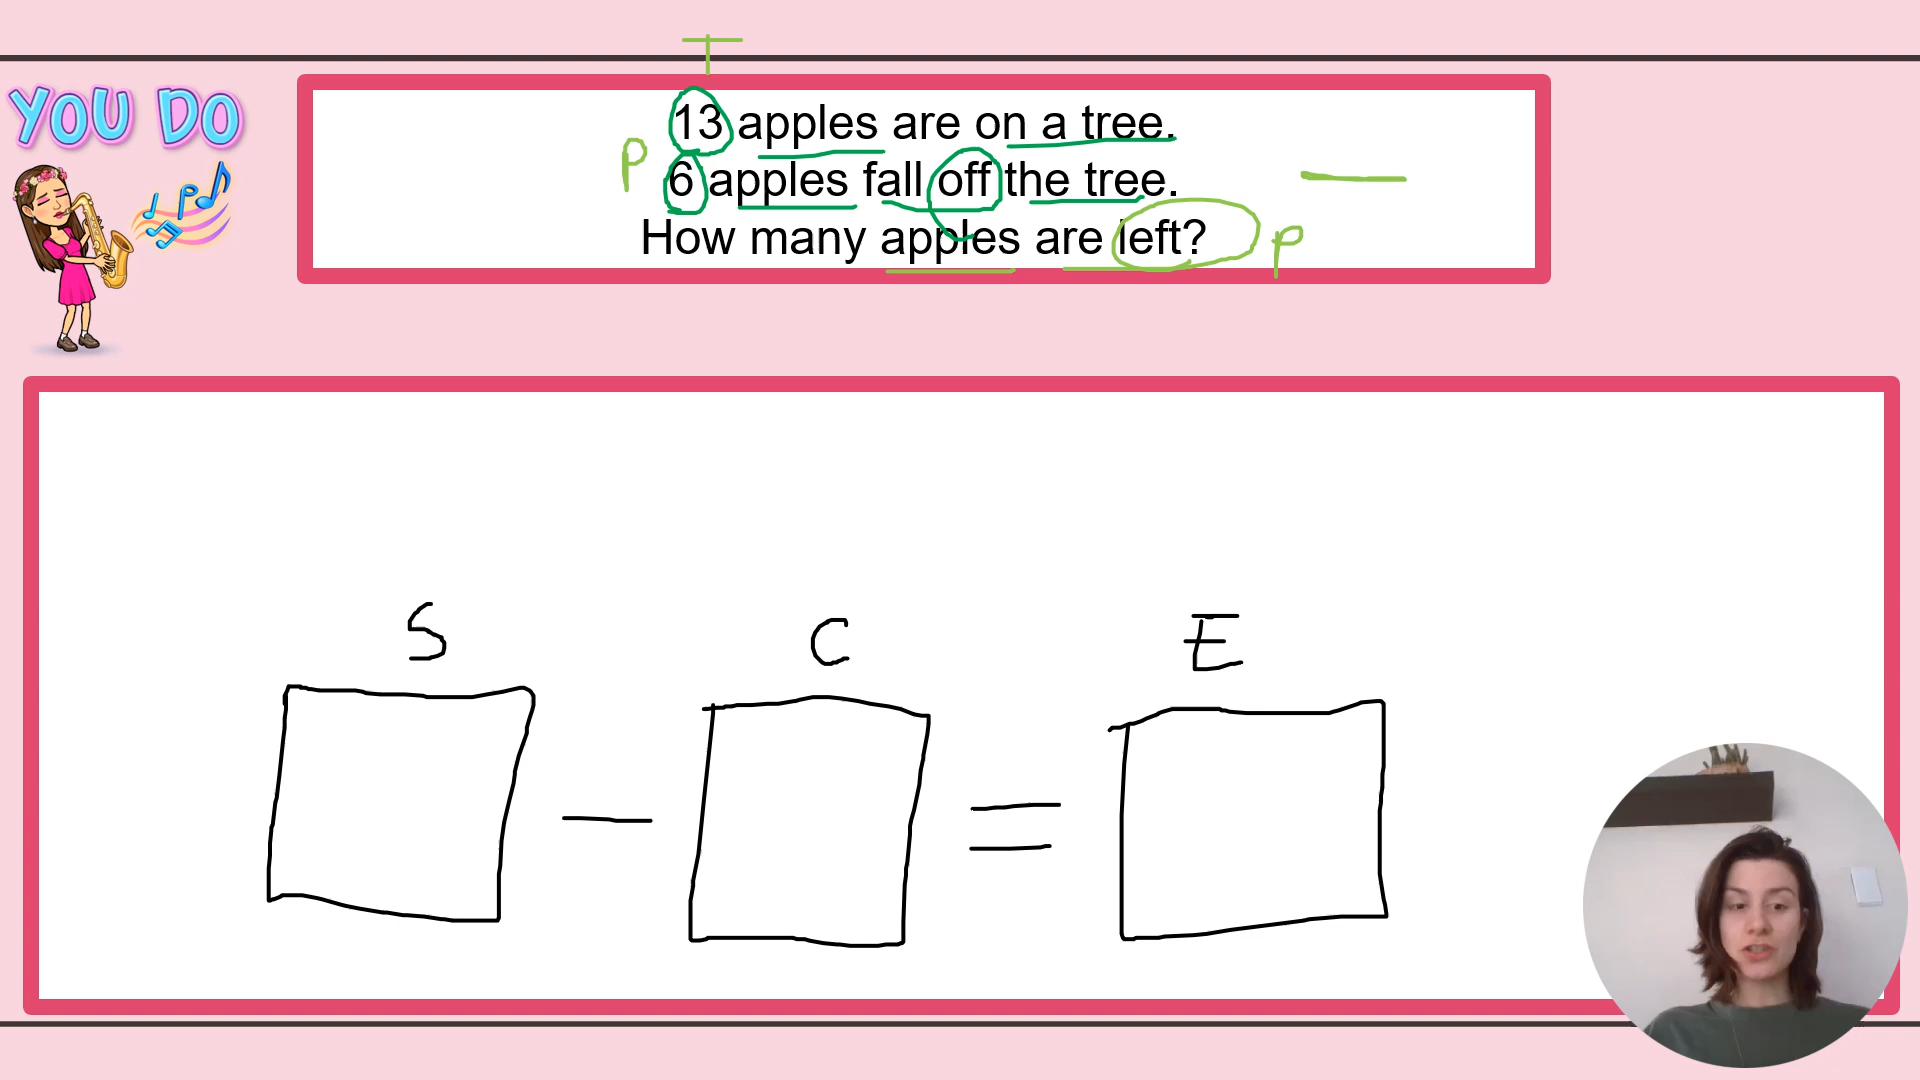 T
YOU DO
13 apples are on a tree.
P 6 apples fall off the tree. —
How many apples are left? P
S C E
— =